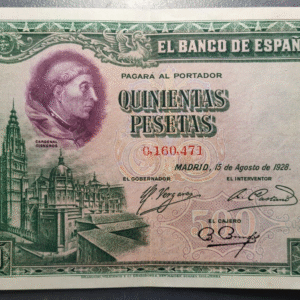 EL BANCO DE ESPAÑ
PAGARÁ AL PORTADOR
QUINIENTAS
PESETAS
CARDENAL
CISNEROS
0,160,471
MADRID, 15 de Agosto de 1928.
EL GOBERNADOR
EL INTERVENTOR
EL CAJERO